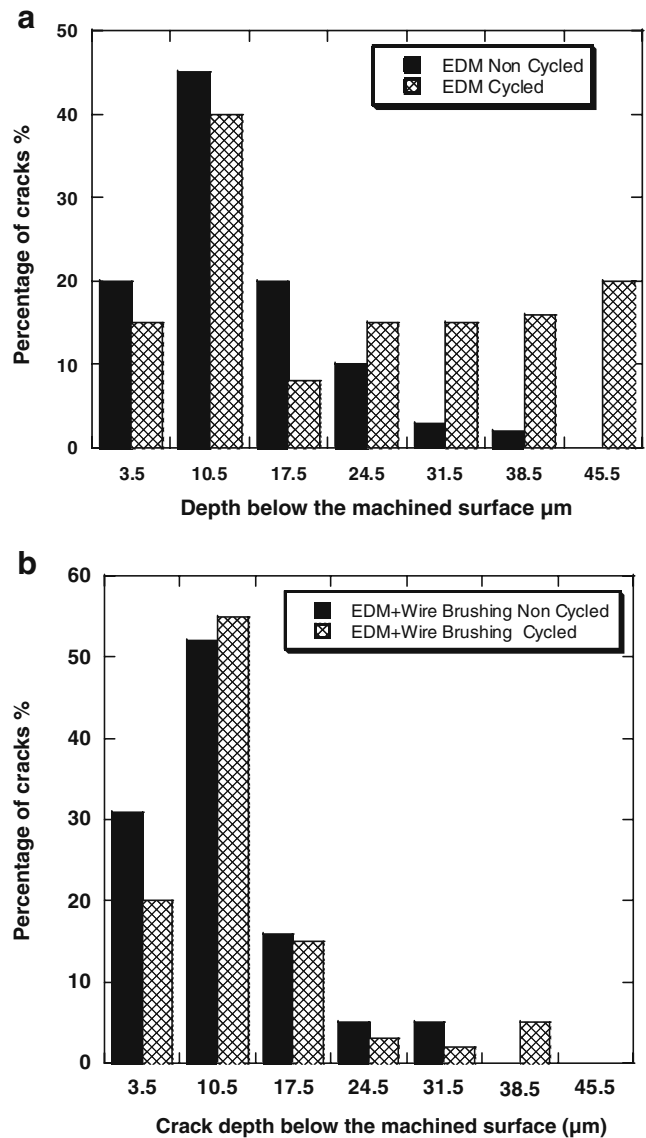 a
50
40
30
20
10
0
Percentage of cracks %
EDM Non Cycled
EDM Cycled
3.5 10.5 17.5 24.5 31.5 38.5 45.5
Depth below the machined surface µm
b
60
50
40
30
20
10
0
Percentage of cracks %
EDM+Wire Brushing Non Cycled
EDM+Wire Brushing Cycled
3.5 10.5 17.5 24.5 31.5 38.5 45.5
Crack depth below the machined surface (µm)